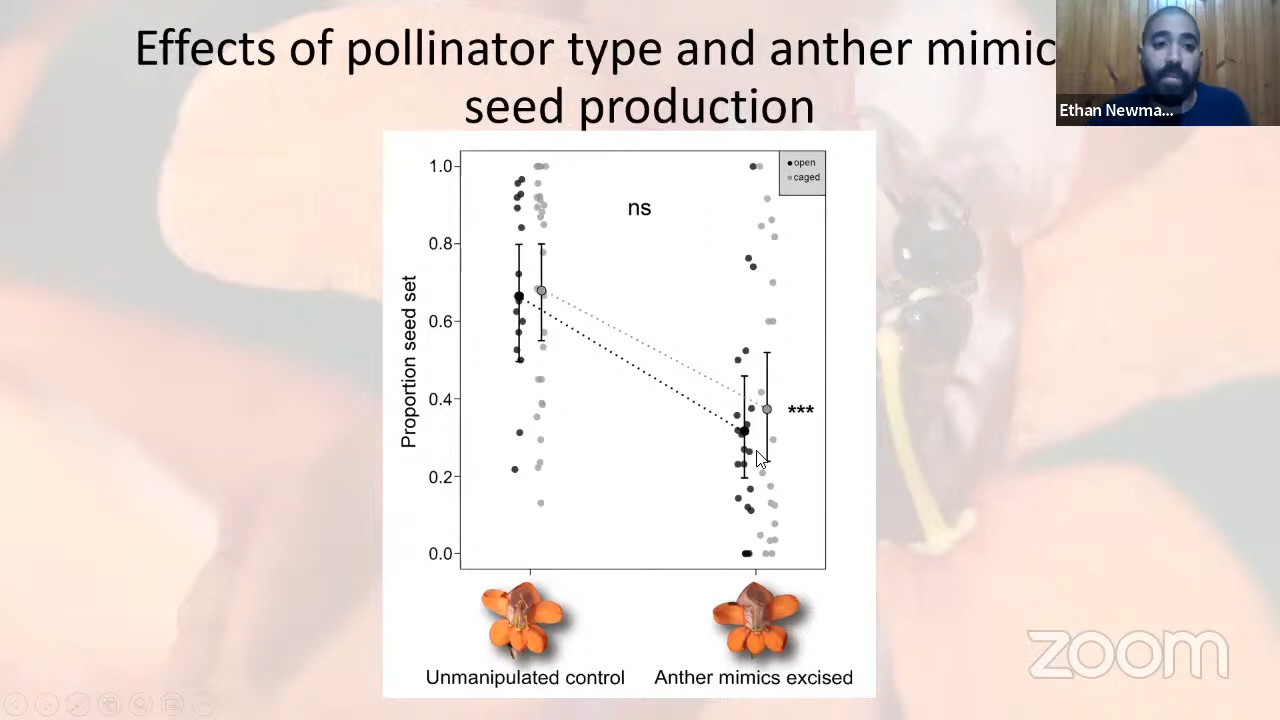 Effects of pollinator type and anther mimic
seed production
Ethan Newma...
open
caged
1.0
ns
0.8
0.6
Proportion seed set
0.4
***
0.2
0.0
Unmanipulated control
Anther mimics excised
zoom